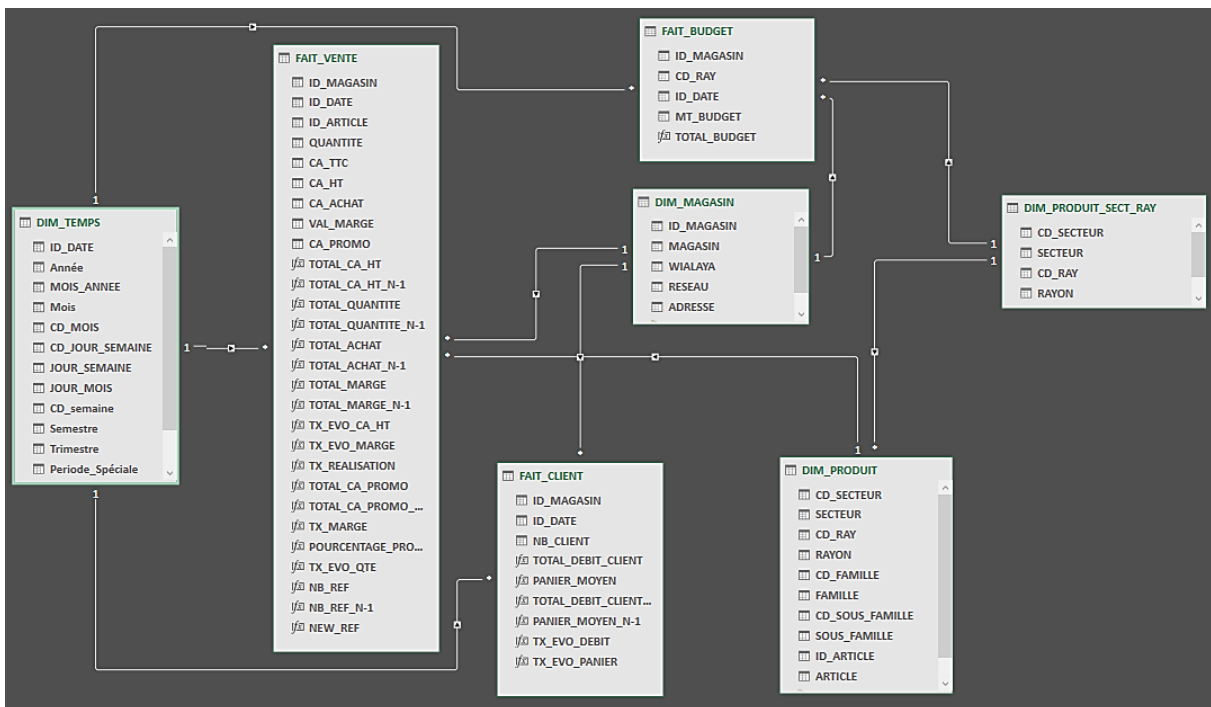 FAIT_VENTE
ID_MAGASIN
ID_DATE
ID_ARTICLE
QUANTITE
CA_TTC
CA_HT
CA_ACHAT
VAL_MARGE
CA_PROMO
TOTAL_CA_HT
TOTAL_CA_HT_N-1
TOTAL_QUANTITE
TOTAL_QUANTITE_N-1
TOTAL_ACHAT
TOTAL_ACHAT_N-1
TOTAL_MARGE
TOTAL_MARGE_N-1
TX_EVO_CA_HT
TX_EVO_MARGE
TX_REALISATION
TOTAL_CA_PROMO
TOTAL_CA_PROMO_...
TX_MARGE
POURCENTAGE_PRO...
TX_EVO_QTE
NB_REF
NB_REF_N-1
NEW_REF
FAIT_BUDGET
ID_MAGASIN
CD_RAY
ID_DATE
MT_BUDGET
TOTAL_BUDGET
1
DIM_TEMPS
ID_DATE
Année
MOIS_ANNEE
Mois
CD_MOIS
CD_JOUR_SEMAINE
JOUR_SEMAINE
JOUR_MOIS
CD_semaine
Semestre
Trimestre
Periode_Spéciale
1
1
DIM_MAGASIN
ID_MAGASIN
MAGASIN
WIALAYA
RESEAU
ADRESSE
1
1
1
DIM_PRODUIT_SECT_RAY
CD_SECTEUR
SECTEUR
CD_RAY
RAYON
1
1
FAIT_CLIENT
ID_MAGASIN
ID_DATE
NB_CLIENT
TOTAL_DEBIT_CLIENT
PANIER_MOYEN
TOTAL_DEBIT_CLIENT...
PANIER_MOYEN_N-1
TX_EVO_DEBIT
TX_EVO_PANIER
1
DIM_PRODUIT
CD_SECTEUR
SECTEUR
CD_RAY
RAYON
CD_FAMILLE
FAMILLE
CD_SOUS_FAMILLE
SOUS_FAMILLE
ID_ARTICLE
ARTICLE